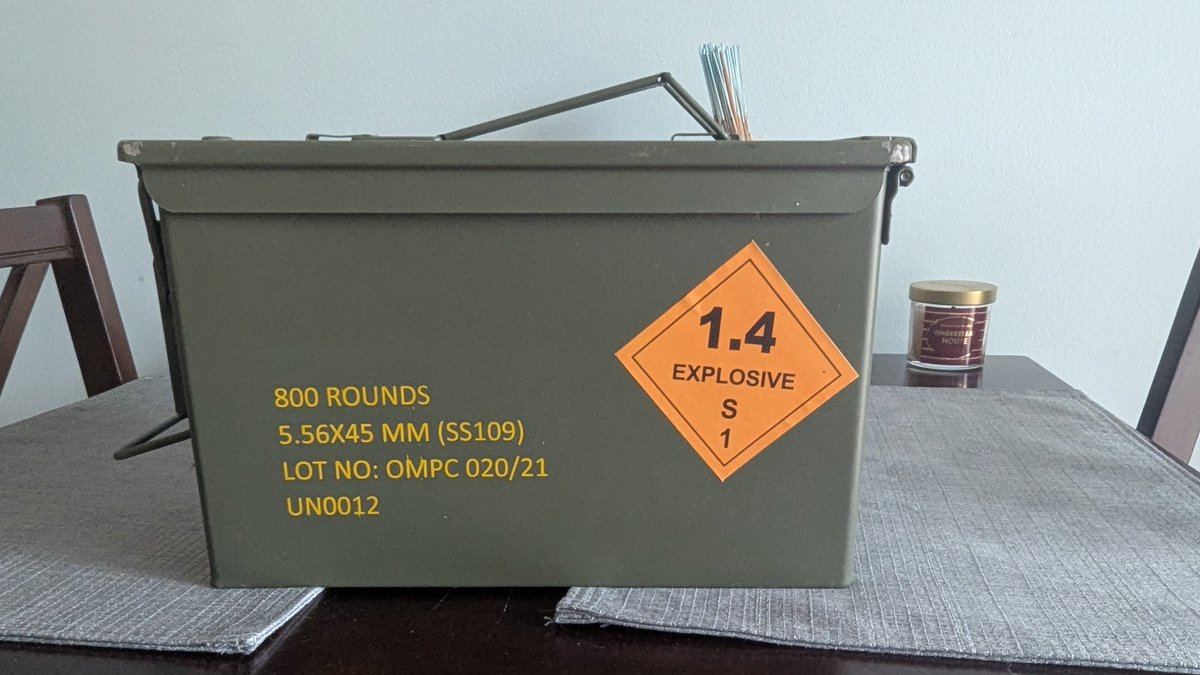 800 ROUNDS
5.56X45 MM (SS109)
LOT NO: OMPC 020/21
UN0012
1.4
EXPLOSIVE
S
1
GINGERBREAD
HOUSE